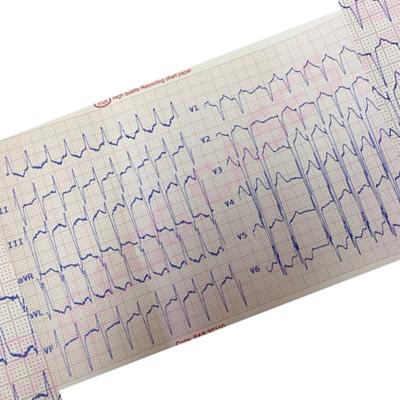 High quality Recording chart paper
V1
II
V2
III
V3
aVR
V4
aVL
V5
VF
V6